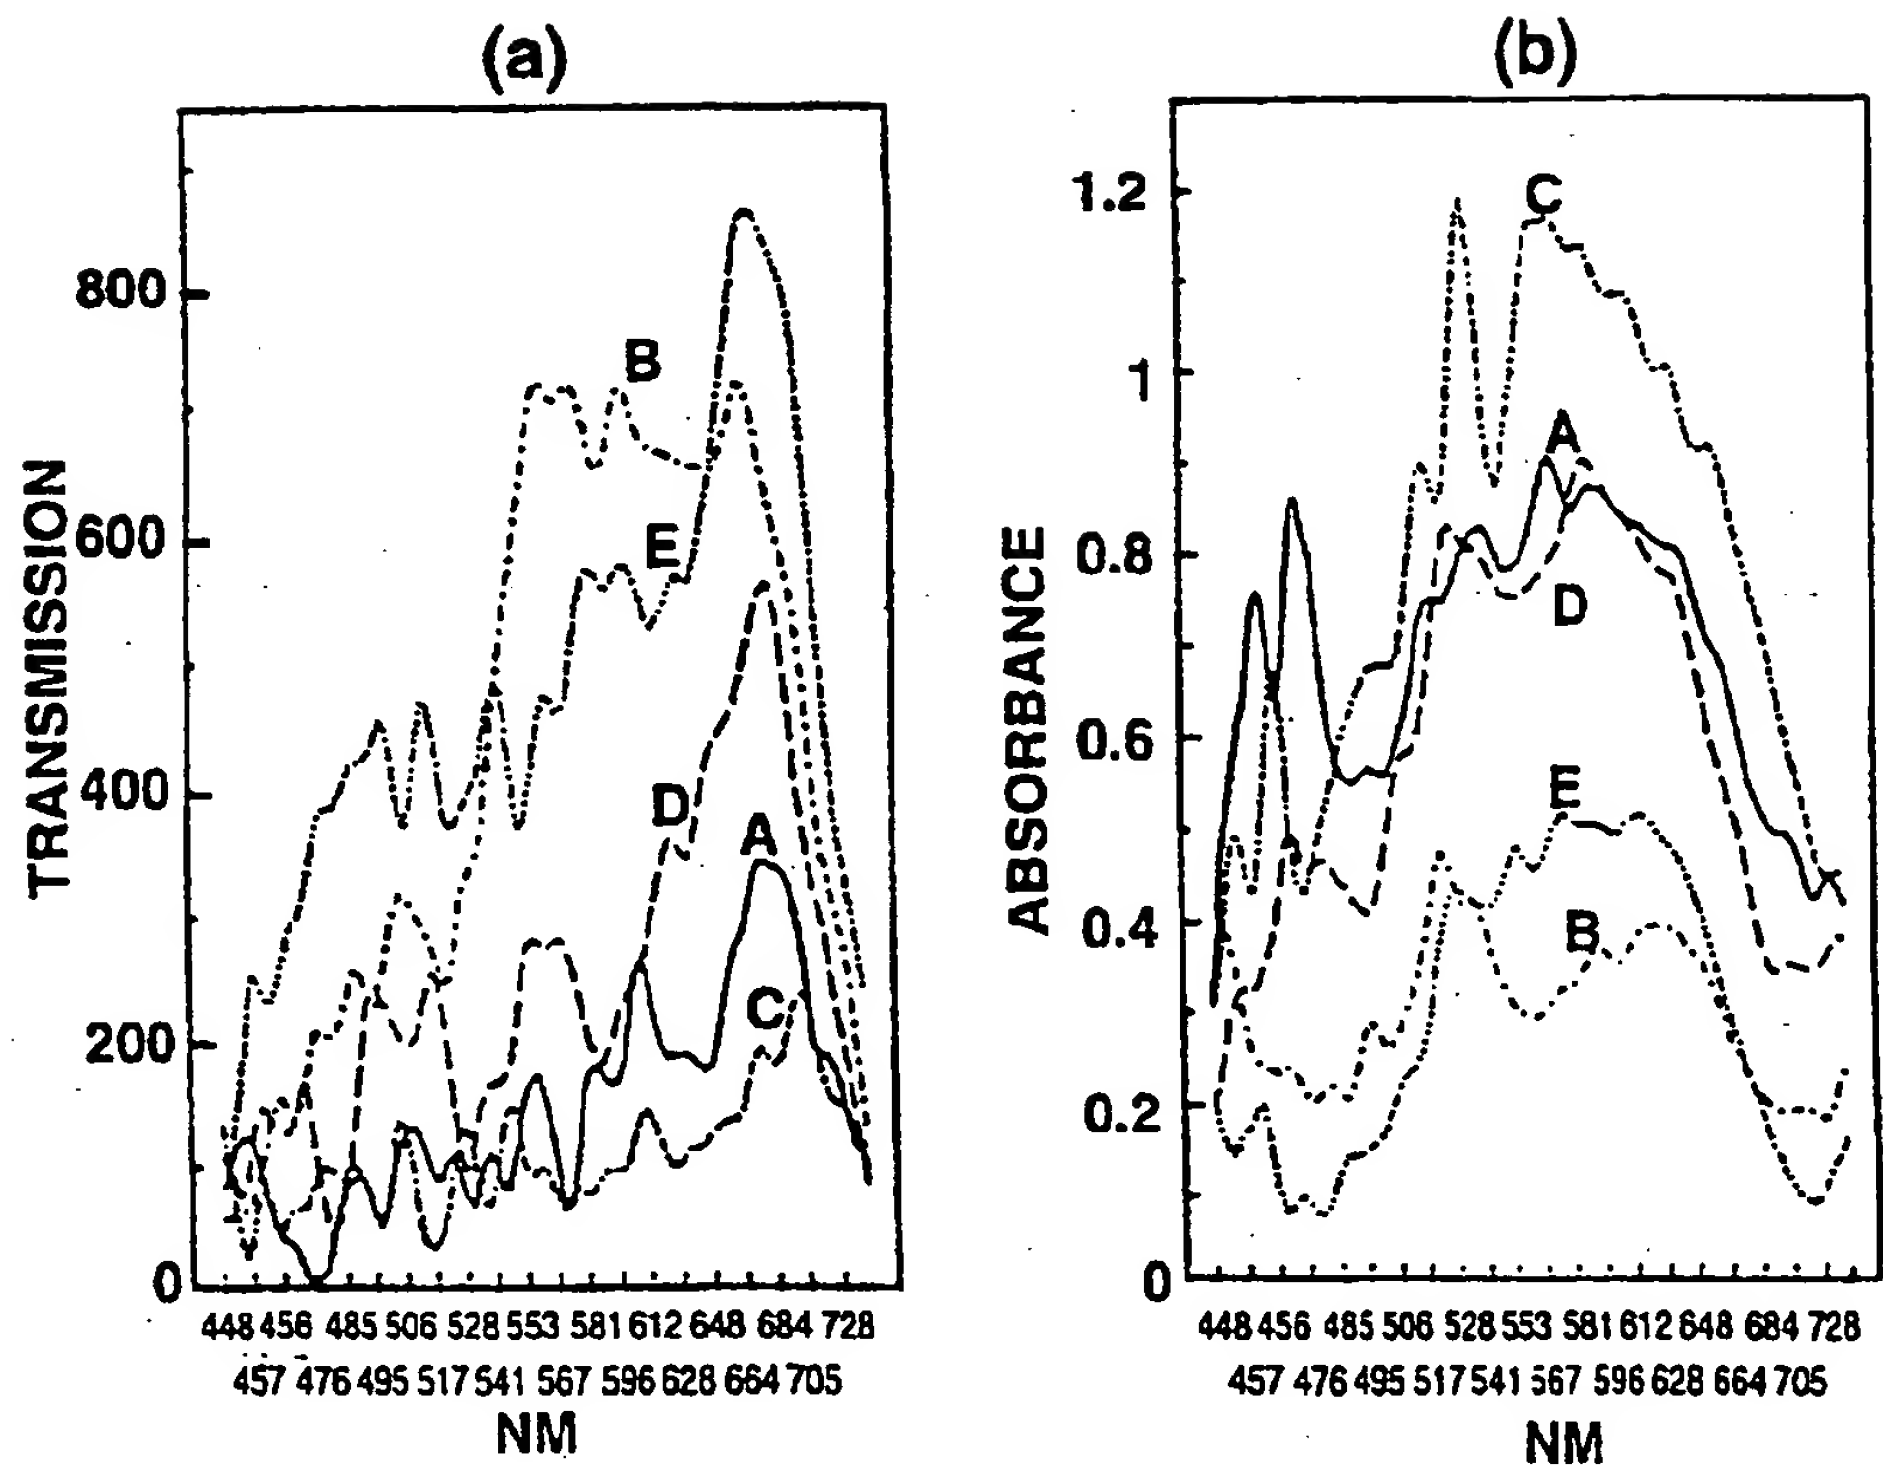 (a)
TRANSMISSION
800
600
400
200
0
B
E
D
A
C
448 456 485 506 528 553 581 612 648 684 728
457 476 495 517 541 567 596 628 664 705
NM
(b)
ABSORBANCE
1.2
1
0.8
0.6
0.4
0.2
0
C
A
D
E
B
448 456 485 506 528 553 581 612 648 684 728
457 476 495 517 541 567 596 628 664 705
NM